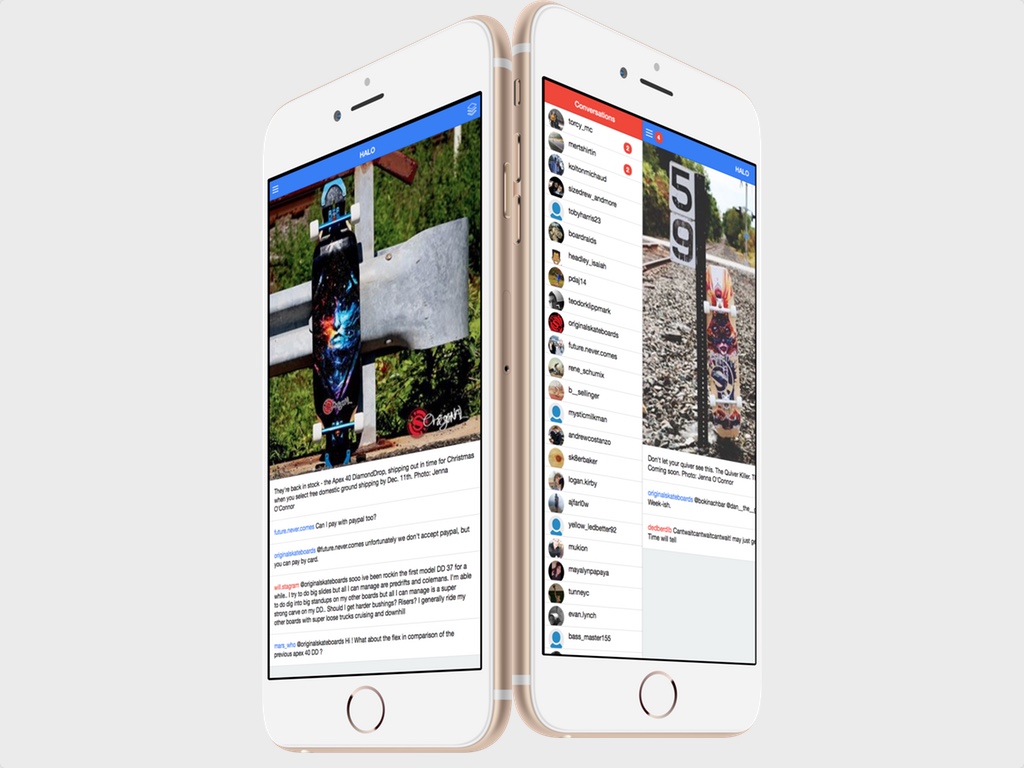 HALO
Original
They're back in stock - the Apex 40 DiamondDrop, shipping out in time for Christmas
when you select free domestic ground shipping by Dec. 11th. Photo: Jenna
O'Connor
future.never.comes Can I pay with paypal too?
originalskateboards @future.never.comes unfortunately we don't accept paypal, but
you can pay by card.
will.stagram @originalskateboards sooo ive been rockin the first model DD 37 for a
while.. I try to do big slides but all I can manage are predrifts and colemans. I'm able
to do dig into big standups on my other boards but all I can manage is a super
strong carve on my DD.. Should I get harder bushings? Risers? I generally ride my
other boards with super loose trucks cruising and downhill
mars_who @originalskateboards Hi ! What about the flex in comparison of the
previous apex 40 DD ?
Conversations
torcy_mc
mertshirtin 2
koltonmichaud 2
sizedrew_andmore
tobyharris23
boardraids
headley_isaiah
pdaj14
teodorklippmark
originalskateboards
future.never.comes
rene_schumix
b__sellinger
mysticmilkman
andrewcostanzo
sk8erbaker
logan.kirby
ajfarl0w
yellow_ledbetter92
mukion
mayalynpapaya
tunneyc
evan.lynch
bass_master155
4
HALO
59
Don't let your quiver see this. The Quiver Killer.
Coming soon. Photo: Jenna O'Connor
originalskateboards @bokinachbar @dan__the__
Week-ish.
dedberdlb Cantwaitcantwaitcantwait! may just
Time will tell